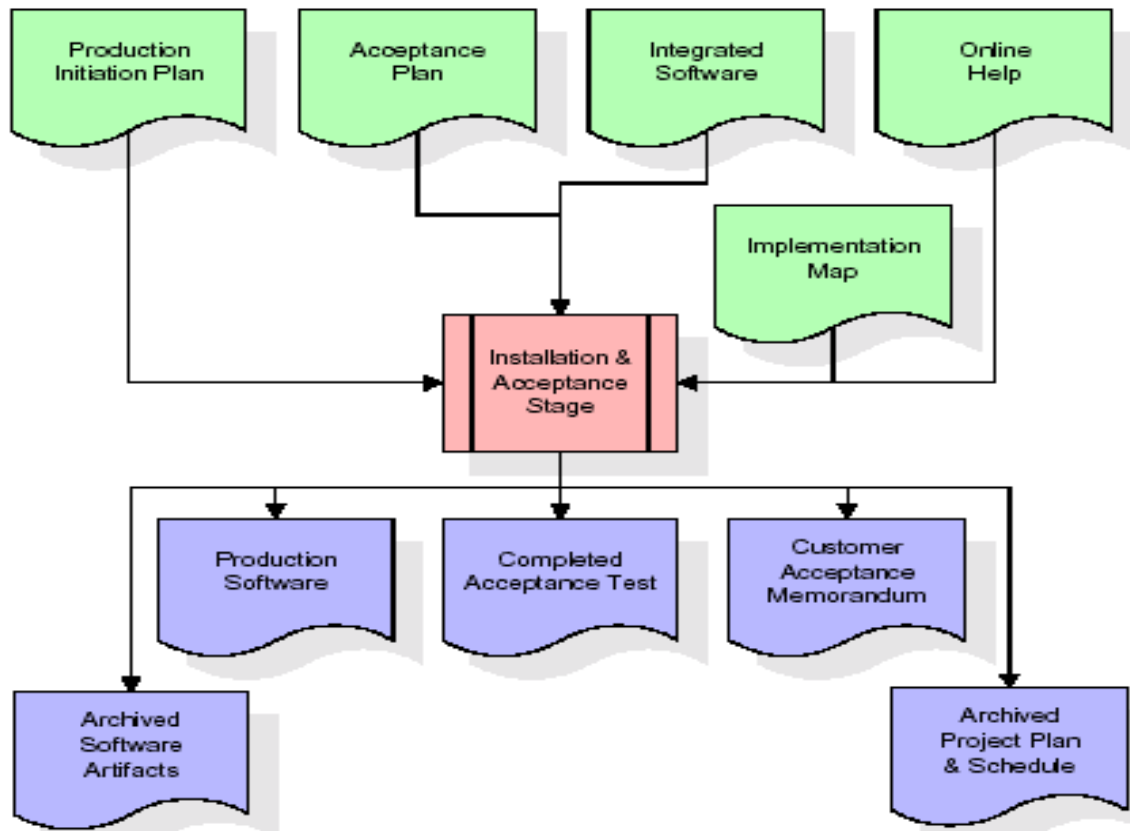 Production
Initiation Plan
Acceptance
Plan
Integrated
Software
Online
Help
Implementation
Map
Installation &
Acceptance
Stage
Production
Software
Completed
Acceptance Test
Customer
Acceptance
Memorandum
Archived
Software
Artifacts
Archived
Project Plan
& Schedule